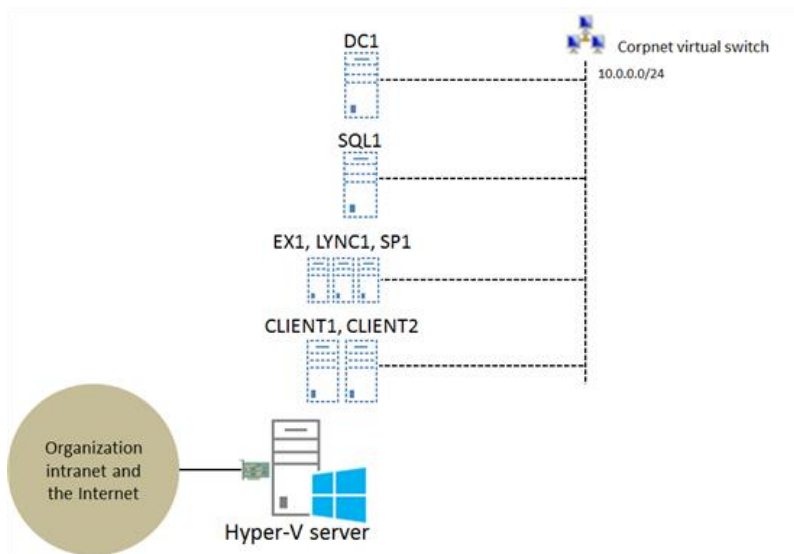 DC1
Corpnet virtual switch
10.0.0.0/24
SQL1
EX1, LYNC1, SP1
CLIENT1, CLIENT2
Organization
intranet and
the Internet
Hyper-V server